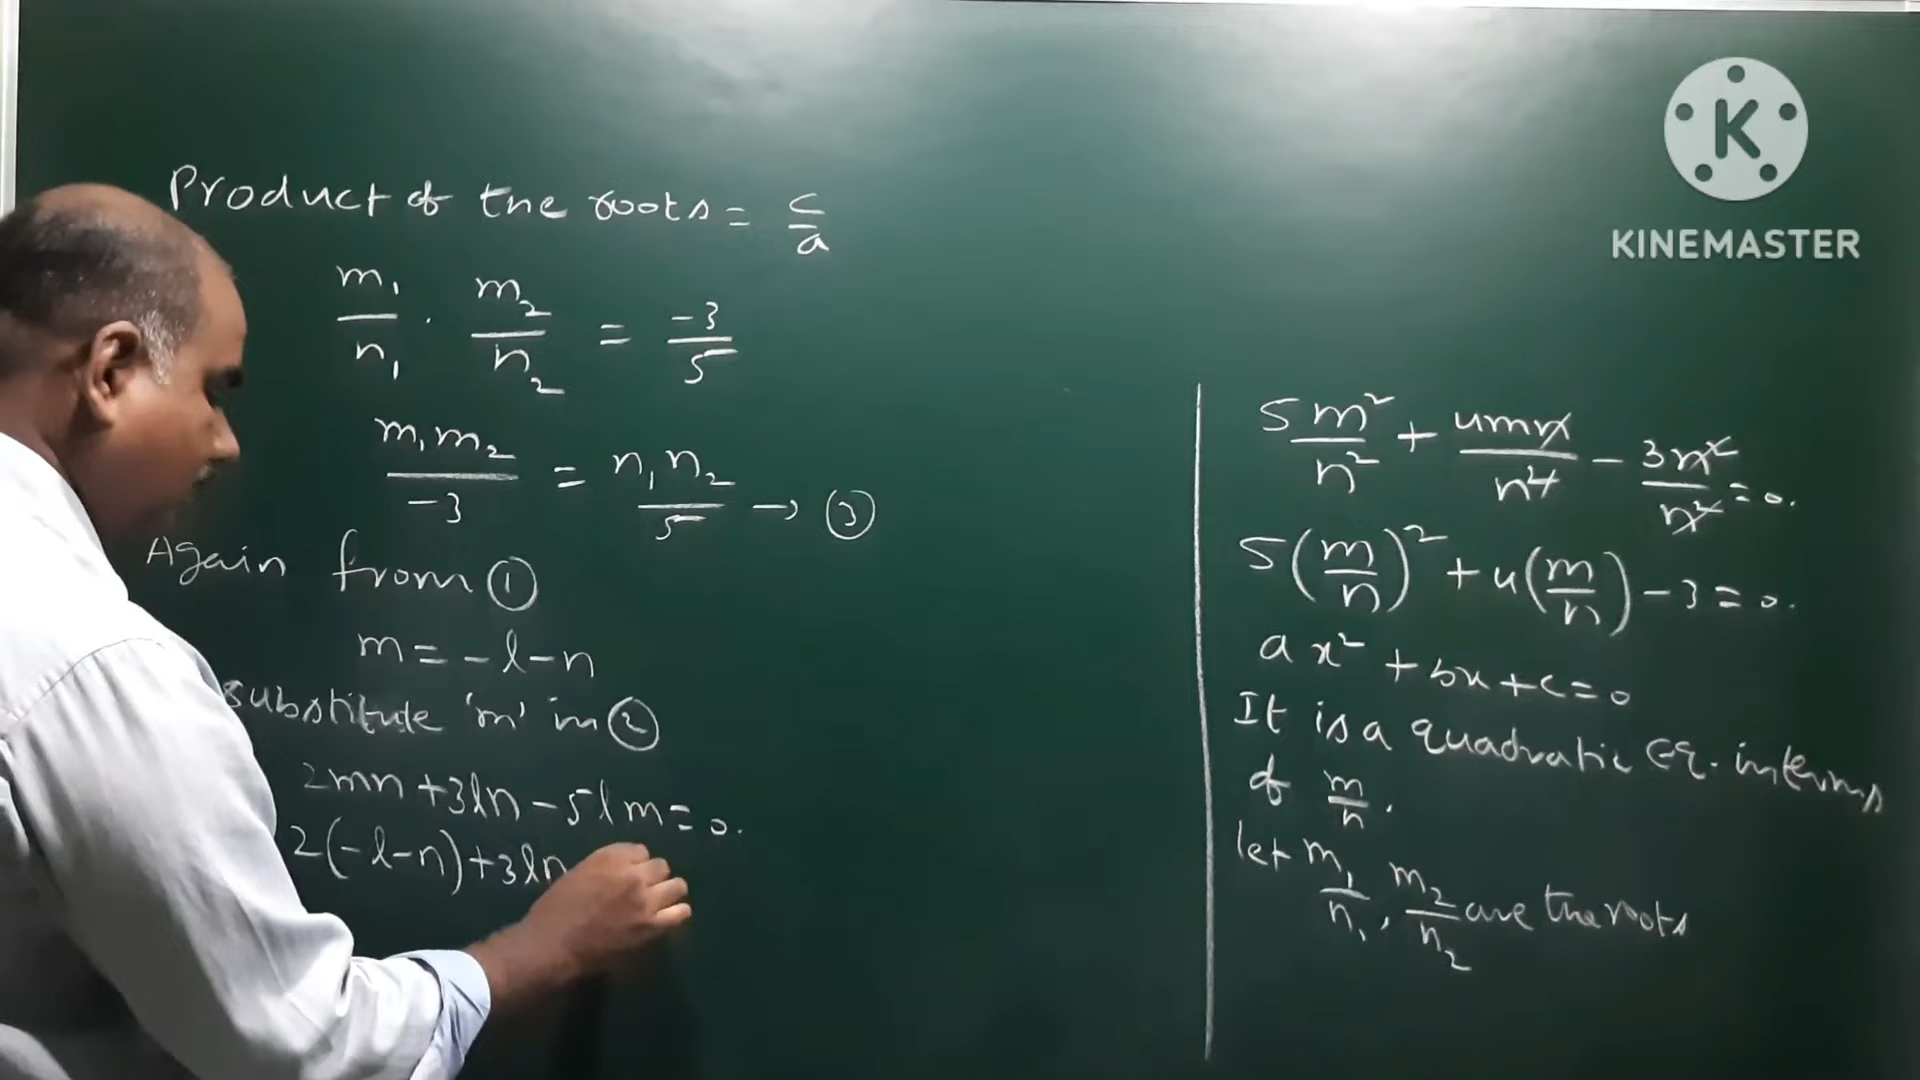 Product of the roots = c/a
m₁/n₁ · m₂/n₂ = -3/5
m₁m₂/-3 = n₁n₂/5 → ③
Again from ①
m = -l-n
substitute 'm' in ②
2mn + 3ln - 5lm = 0.
2(-l-n) + 3ln
5m²/n² + 4mn/n² - 3n²/n² = 0.
5(m/n)² + 4(m/n) - 3 = 0.
ax² + bx + c = 0
It is a quadratic Eq. interms
of m/n.
let m₁/n₁, m₂/n₂ are the roots
K
KINEMASTER